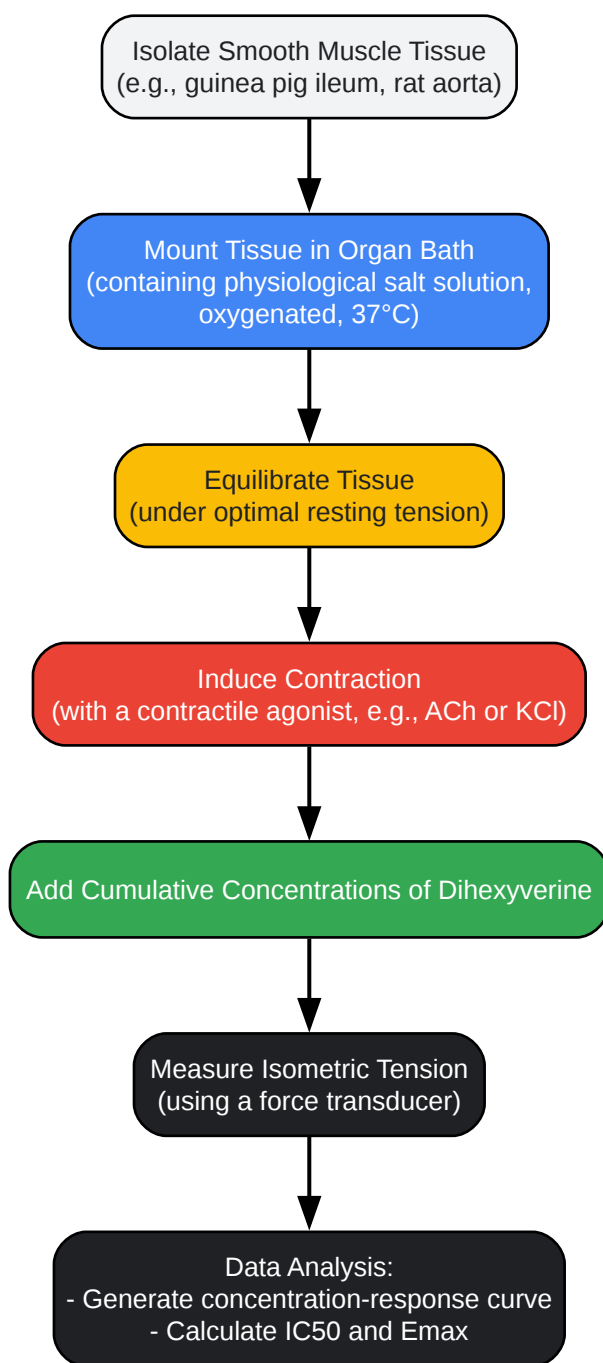 Isolate Smooth Muscle Tissue
(e.g., guinea pig ileum, rat aorta)
Mount Tissue in Organ Bath
(containing physiological salt solution,
oxygenated, 37°C)
Equilibrate Tissue
(under optimal resting tension)
Induce Contraction
(with a contractile agonist, e.g., ACh or KCl)
Add Cumulative Concentrations of Dihexyverine
Measure Isometric Tension
(using a force transducer)
Data Analysis:
- Generate concentration-response curve
- Calculate IC50 and Emax